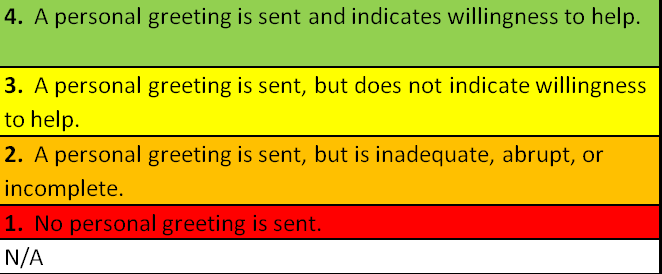 4. A personal greeting is sent and indicates willingness to help.
3. A personal greeting is sent, but does not indicate willingness
to help.
2. A personal greeting is sent, but is inadequate, abrupt, or
incomplete.
1. No personal greeting is sent.
N/A